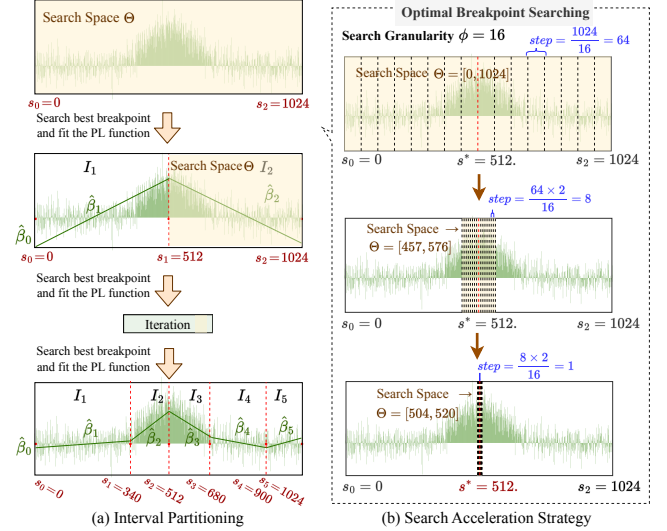 Search Space Θ
s₀=0
s₂=1024
Search best breakpoint
and fit the PL function
I₁
Search Space Θ I₂
β̂₁
β̂₂
β̂₀
s₀=0
s₁=512
s₂=1024
Search best breakpoint
and fit the PL function
Iteration
Search best breakpoint
and fit the PL function
I₁ I₂ I₃ I₄ I₅
β̂₀ β̂₁ β̂₂ β̂₃ β̂₄ β̂₅
s₀=0
s₁=340
s₂=512
s₃=680
s₄=900
s₅=1024
(a) Interval Partitioning
Optimal Breakpoint Searching
Search Granularity ϕ = 16
step = 1024/16 = 64
Search Space Θ = [0, 1024]
s₀ = 0
s* = 512.
s₂ = 1024
step = 64 × 2/16 = 8
Search Space →
Θ = [457, 576]
s₀ = 0
s* = 512.
s₂ = 1024
step = 8 × 2/16 = 1
Search Space →
Θ = [504, 520]
s₀ = 0
s* = 512.
s₂ = 1024
(b) Search Acceleration Strategy